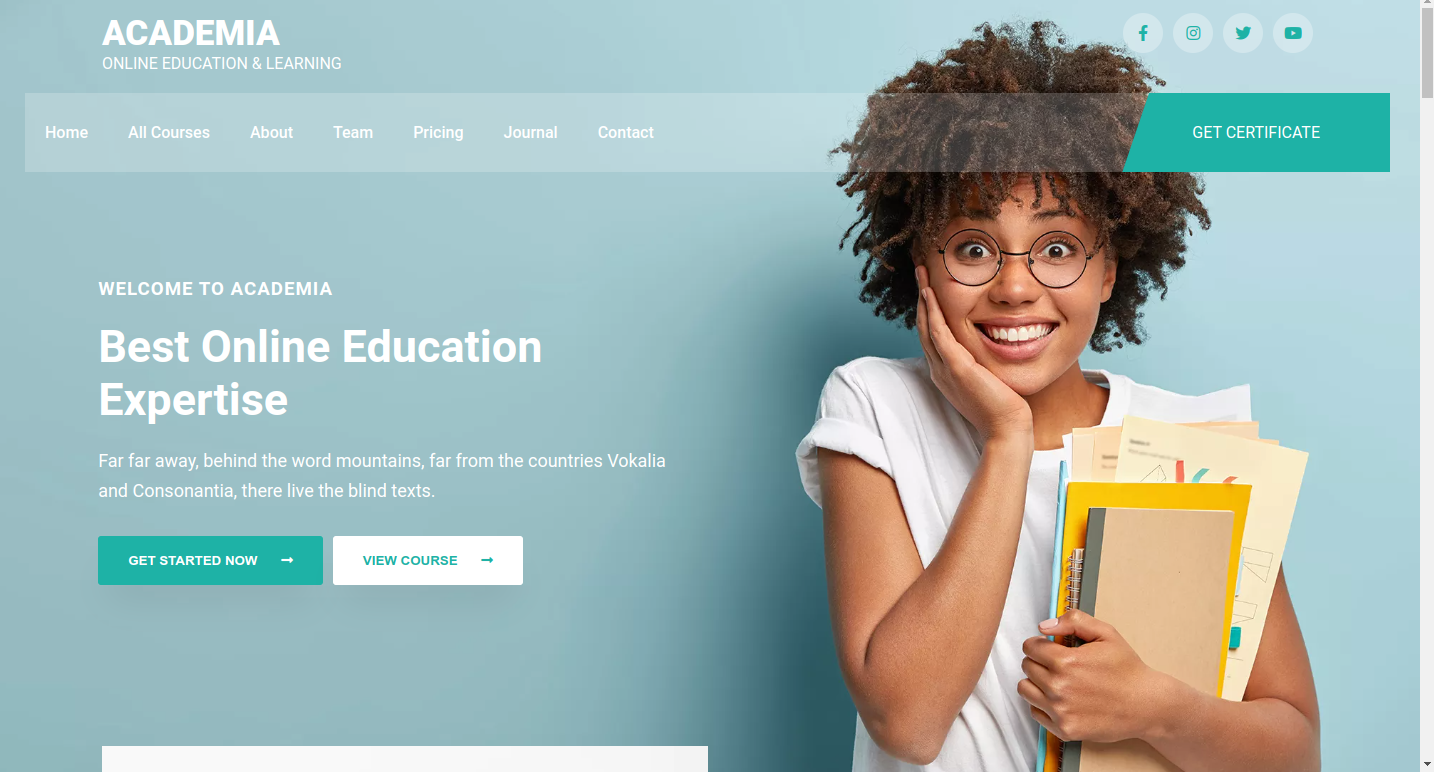 ACADEMIA
ONLINE EDUCATION & LEARNING
Home All Courses About Team Pricing Journal Contact GET CERTIFICATE
WELCOME TO ACADEMIA
Best Online Education
Expertise
Far far away, behind the word mountains, far from the countries Vokalia
and Consonantia, there live the blind texts.
GET STARTED NOW VIEW COURSE